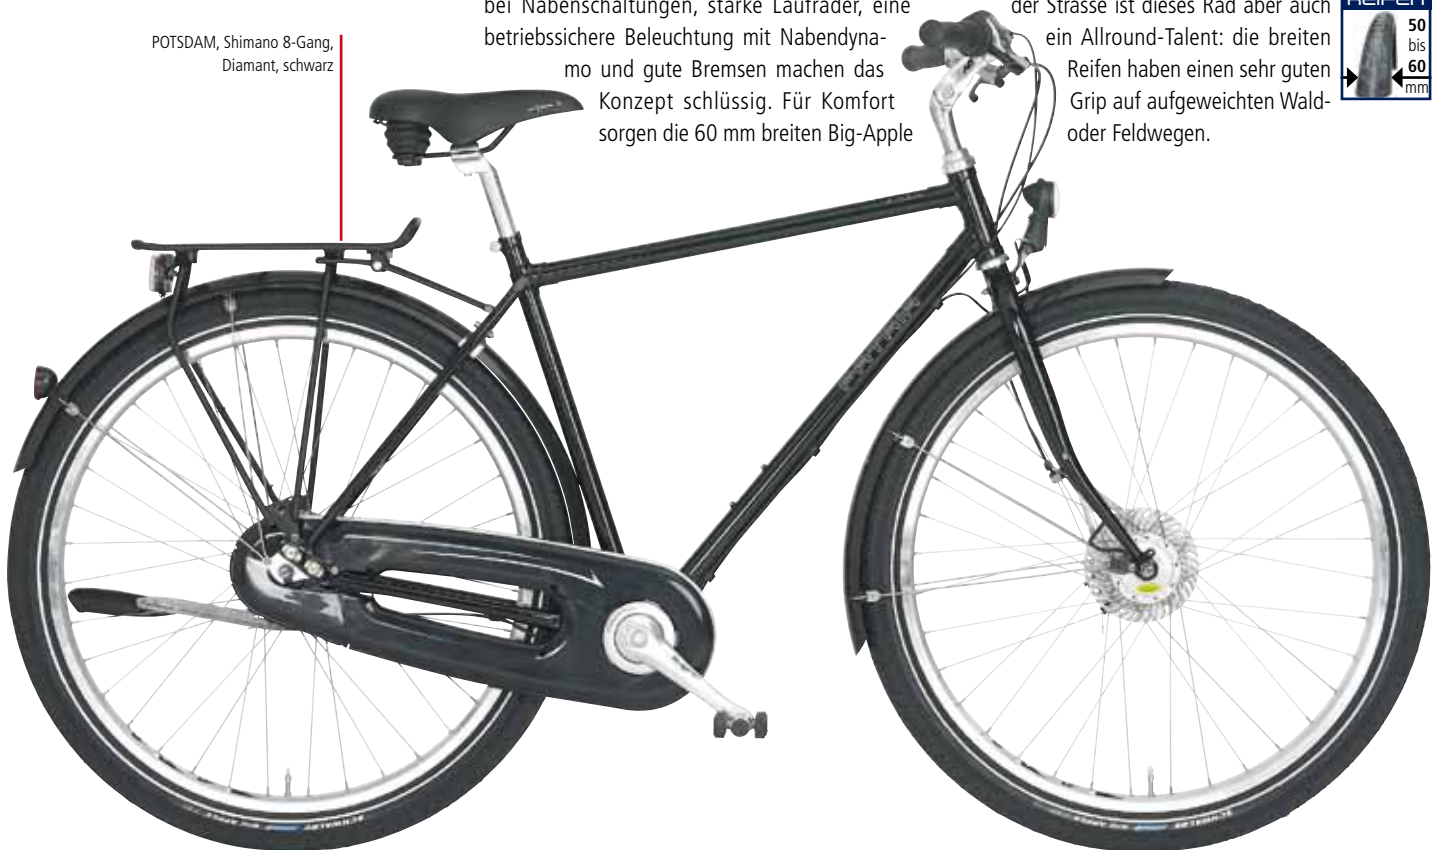 POTSDAM, Shimano 8-Gang,
Diamant, schwarz
bei Nabenschaltungen, starke Laufräder, eine
betriebssichere Beleuchtung mit Nabendyna-
mo und gute Bremsen machen das
Konzept schlüssig. Für Komfort
sorgen die 60 mm breiten Big-Apple
der Strasse ist dieses Rad aber auch
ein Allround-Talent: die breiten
Reifen haben einen sehr guten
Grip auf aufgeweichten Wald-
oder Feldwegen.
REIFEN
50
bis
60
mm
SCHWALBE
SCHWALBE